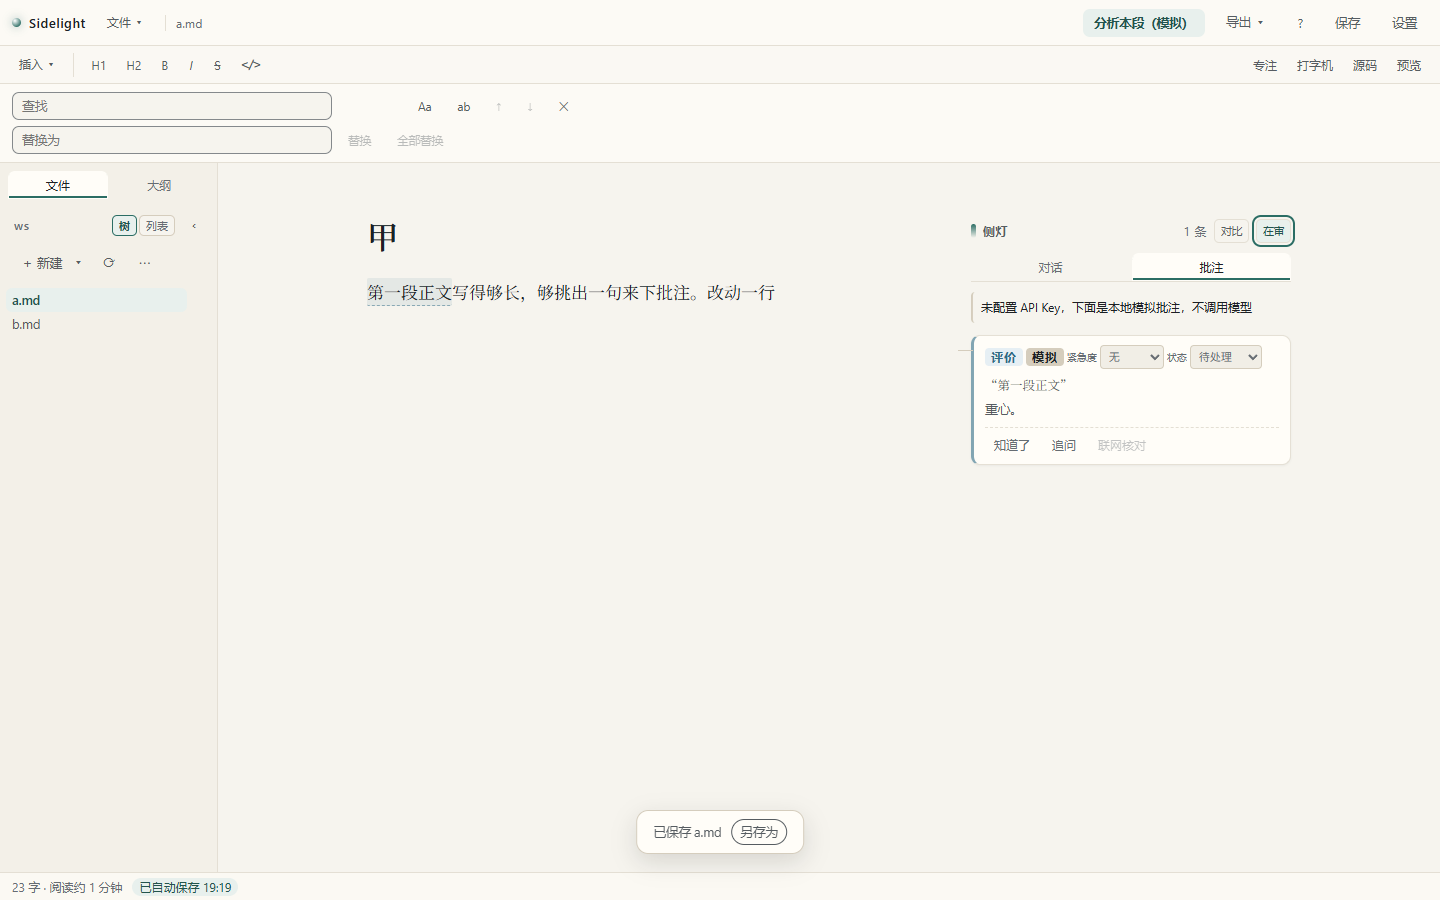 Sidelight 文件 a.md 分析本段（模拟） 导出 ? 保存 设置
插入 H1 H2 B I S </> 专注 打字机 源码 预览
查找 Aa ab ↑ ↓ ×
替换为 替换 全部替换
文件 大纲
ws 树 列表 ‹
+ 新建 ⋯
a.md
b.md
甲
第一段正文写得够长，够挑出一句来下批注。改动一行
侧灯 1 条 对比 在审
对话 批注
未配置 API Key，下面是本地模拟批注，不调用模型
评价 模拟 紧急度 无 状态 待处理
“第一段正文”
重心。
知道了 追问 联网核对
已保存 a.md 另存为
23 字 · 阅读约 1 分钟 已自动保存 19:19